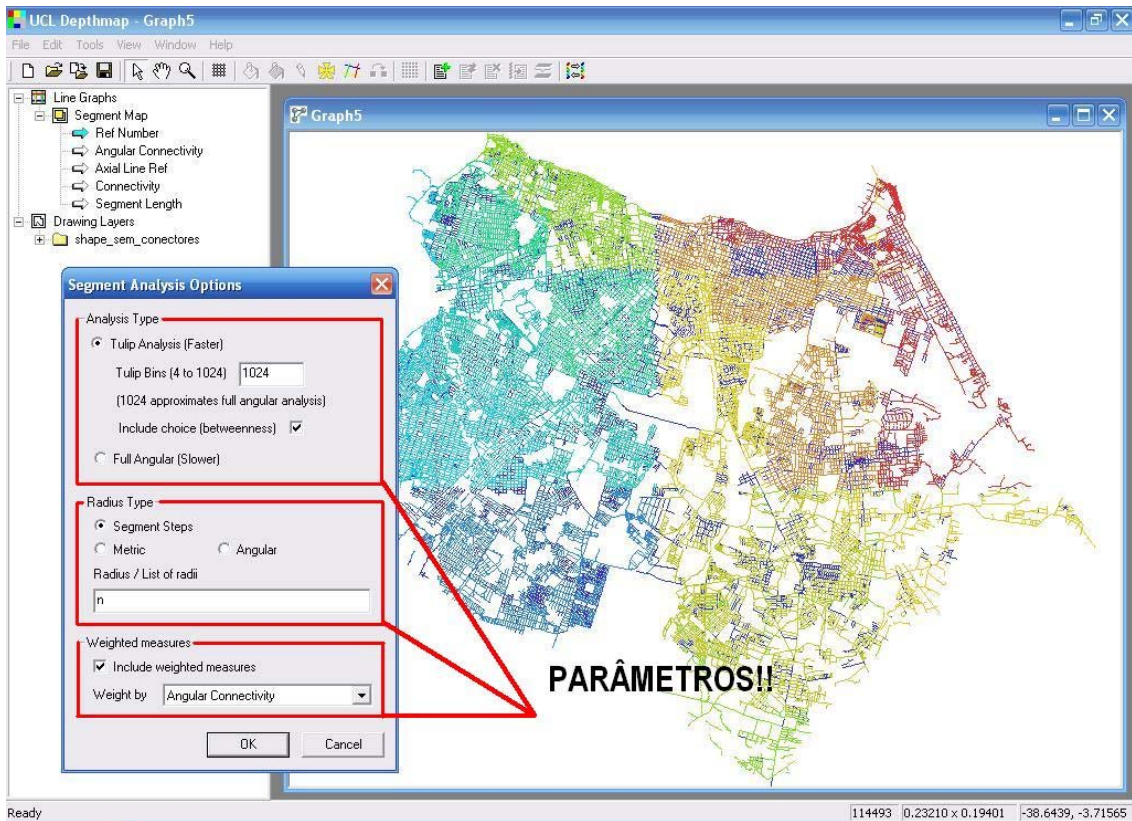 UCL Depthmap - Graph5
File Edit Tools View Window Help
Line Graphs
Segment Map
Ref Number
Angular Connectivity
Axial Line Ref
Connectivity
Segment Length
Drawing Layers
shape_sem_conectores
Graph5
Segment Analysis Options
Analysis Type
Tulip Analysis (Faster)
Tulip Bins (4 to 1024) 1024
(1024 approximates full angular analysis)
Include choice (betweenness)
Full Angular (Slower)
Radius Type
Segment Steps
Metric Angular
Radius / List of radii
n
Weighted measures
Include weighted measures
Weight by Angular Connectivity
OK Cancel
PARÂMETROS!!
Ready 114493 0.23210 x 0.19401 -38.6439, -3.71565